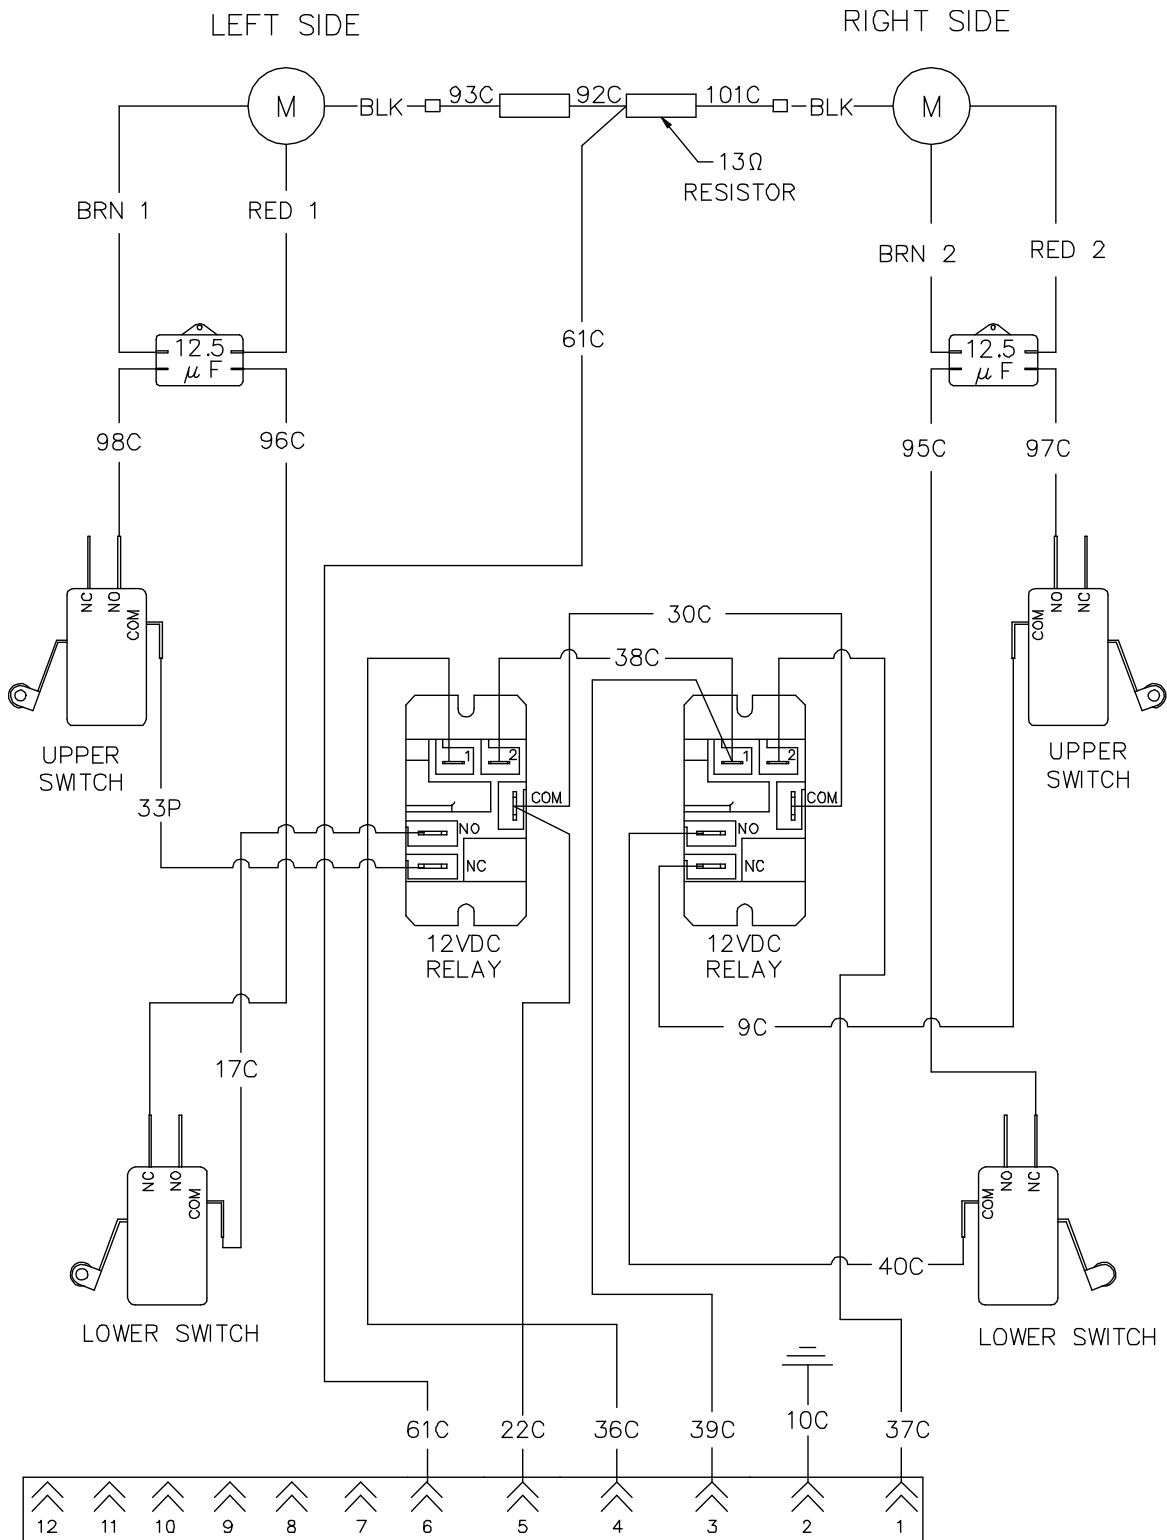 LEFT SIDE
RIGHT SIDE
M
BLK
93C
92C
101C
BLK
M
13Ω
RESISTOR
BRN 1
RED 1
BRN 2
RED 2
61C
12.5
μ F
12.5
μ F
98C
96C
95C
97C
NC
NO
COM
COM
NO
NC
30C
38C
UPPER
SWITCH
UPPER
SWITCH
1
2
1
2
33P
COM
COM
NO
NO
NC
NC
12VDC
RELAY
12VDC
RELAY
9C
17C
NC
NO
COM
COM
NO
NC
40C
LOWER SWITCH
LOWER SWITCH
61C
22C
36C
39C
10C
37C
12
11
10
9
8
7
6
5
4
3
2
1